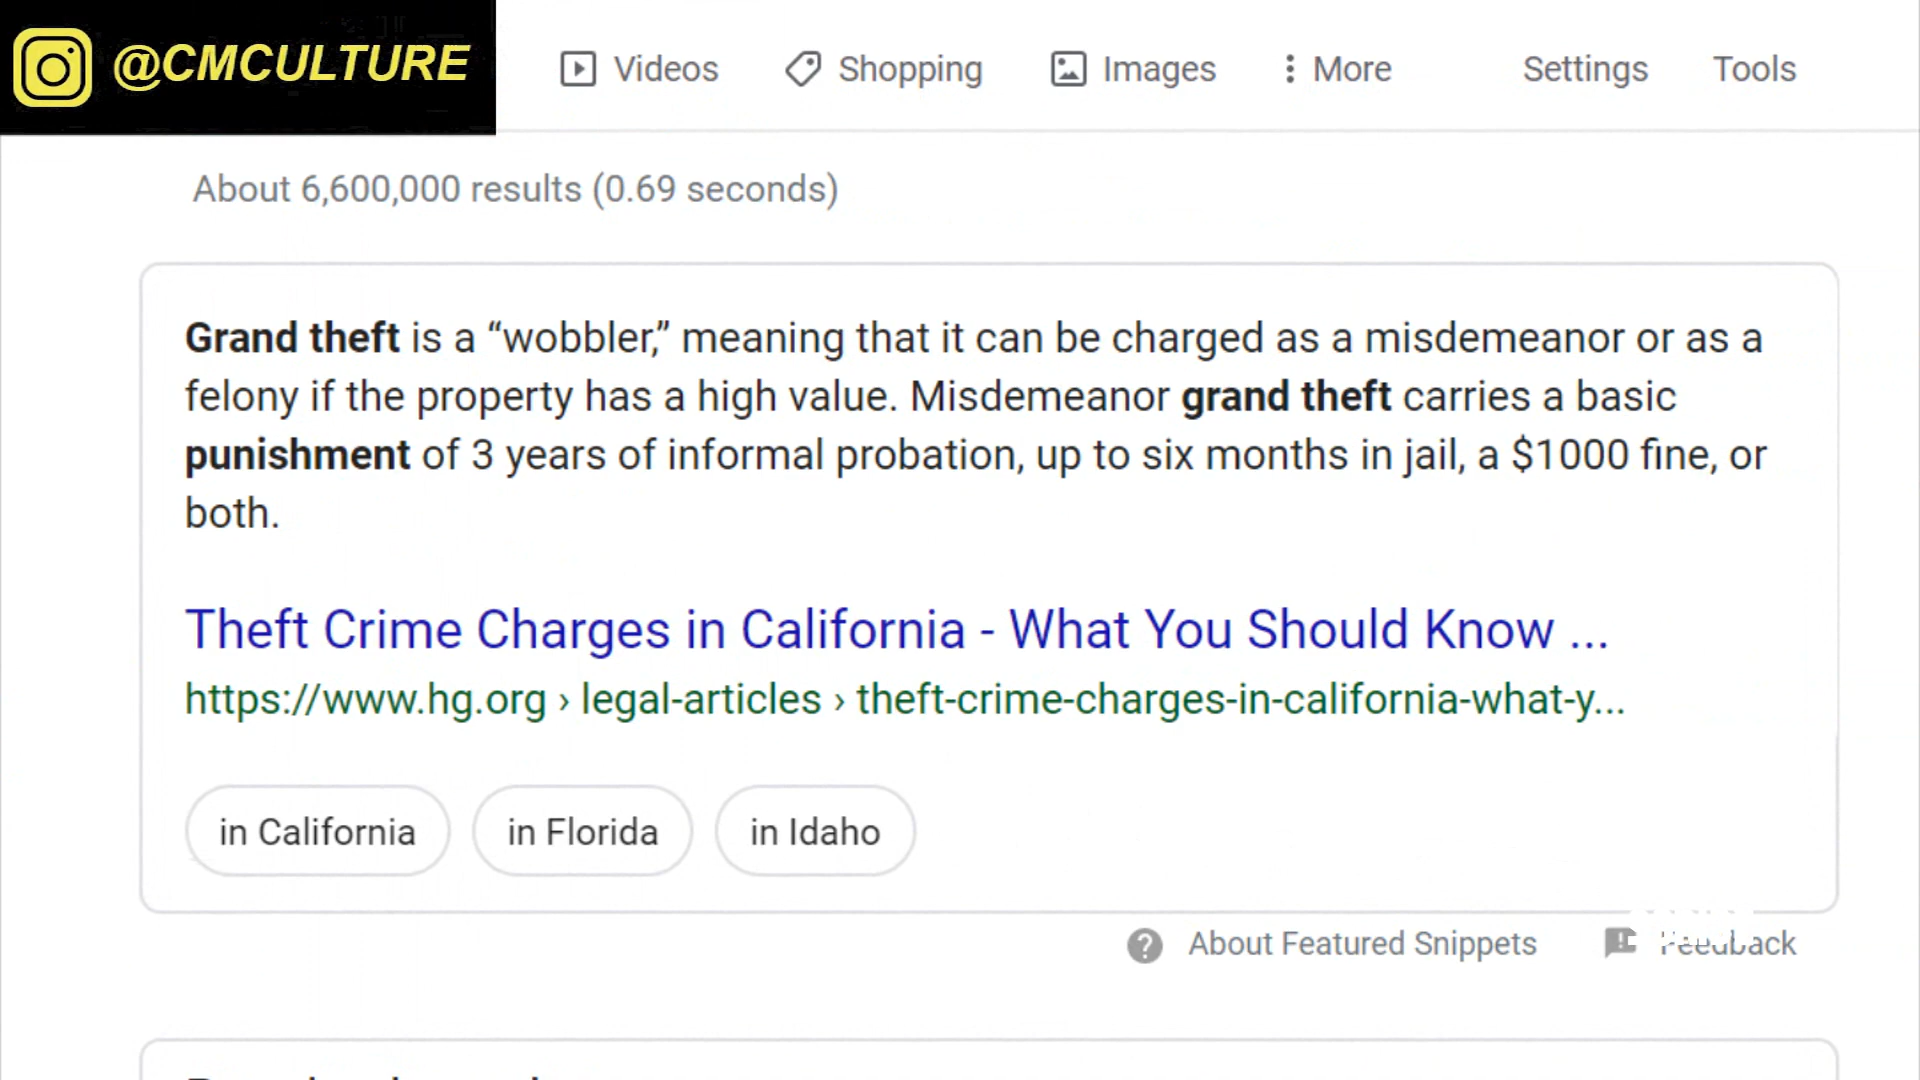 @CMCULTURE
Videos Shopping Images More Settings Tools
About 6,600,000 results (0.69 seconds)
Grand theft is a “wobbler,” meaning that it can be charged as a misdemeanor or as a
felony if the property has a high value. Misdemeanor grand theft carries a basic
punishment of 3 years of informal probation, up to six months in jail, a $1000 fine, or
both.
Theft Crime Charges in California - What You Should Know ...
https://www.hg.org › legal-articles › theft-crime-charges-in-california-what-y...
in California in Florida in Idaho
About Featured Snippets Feedback